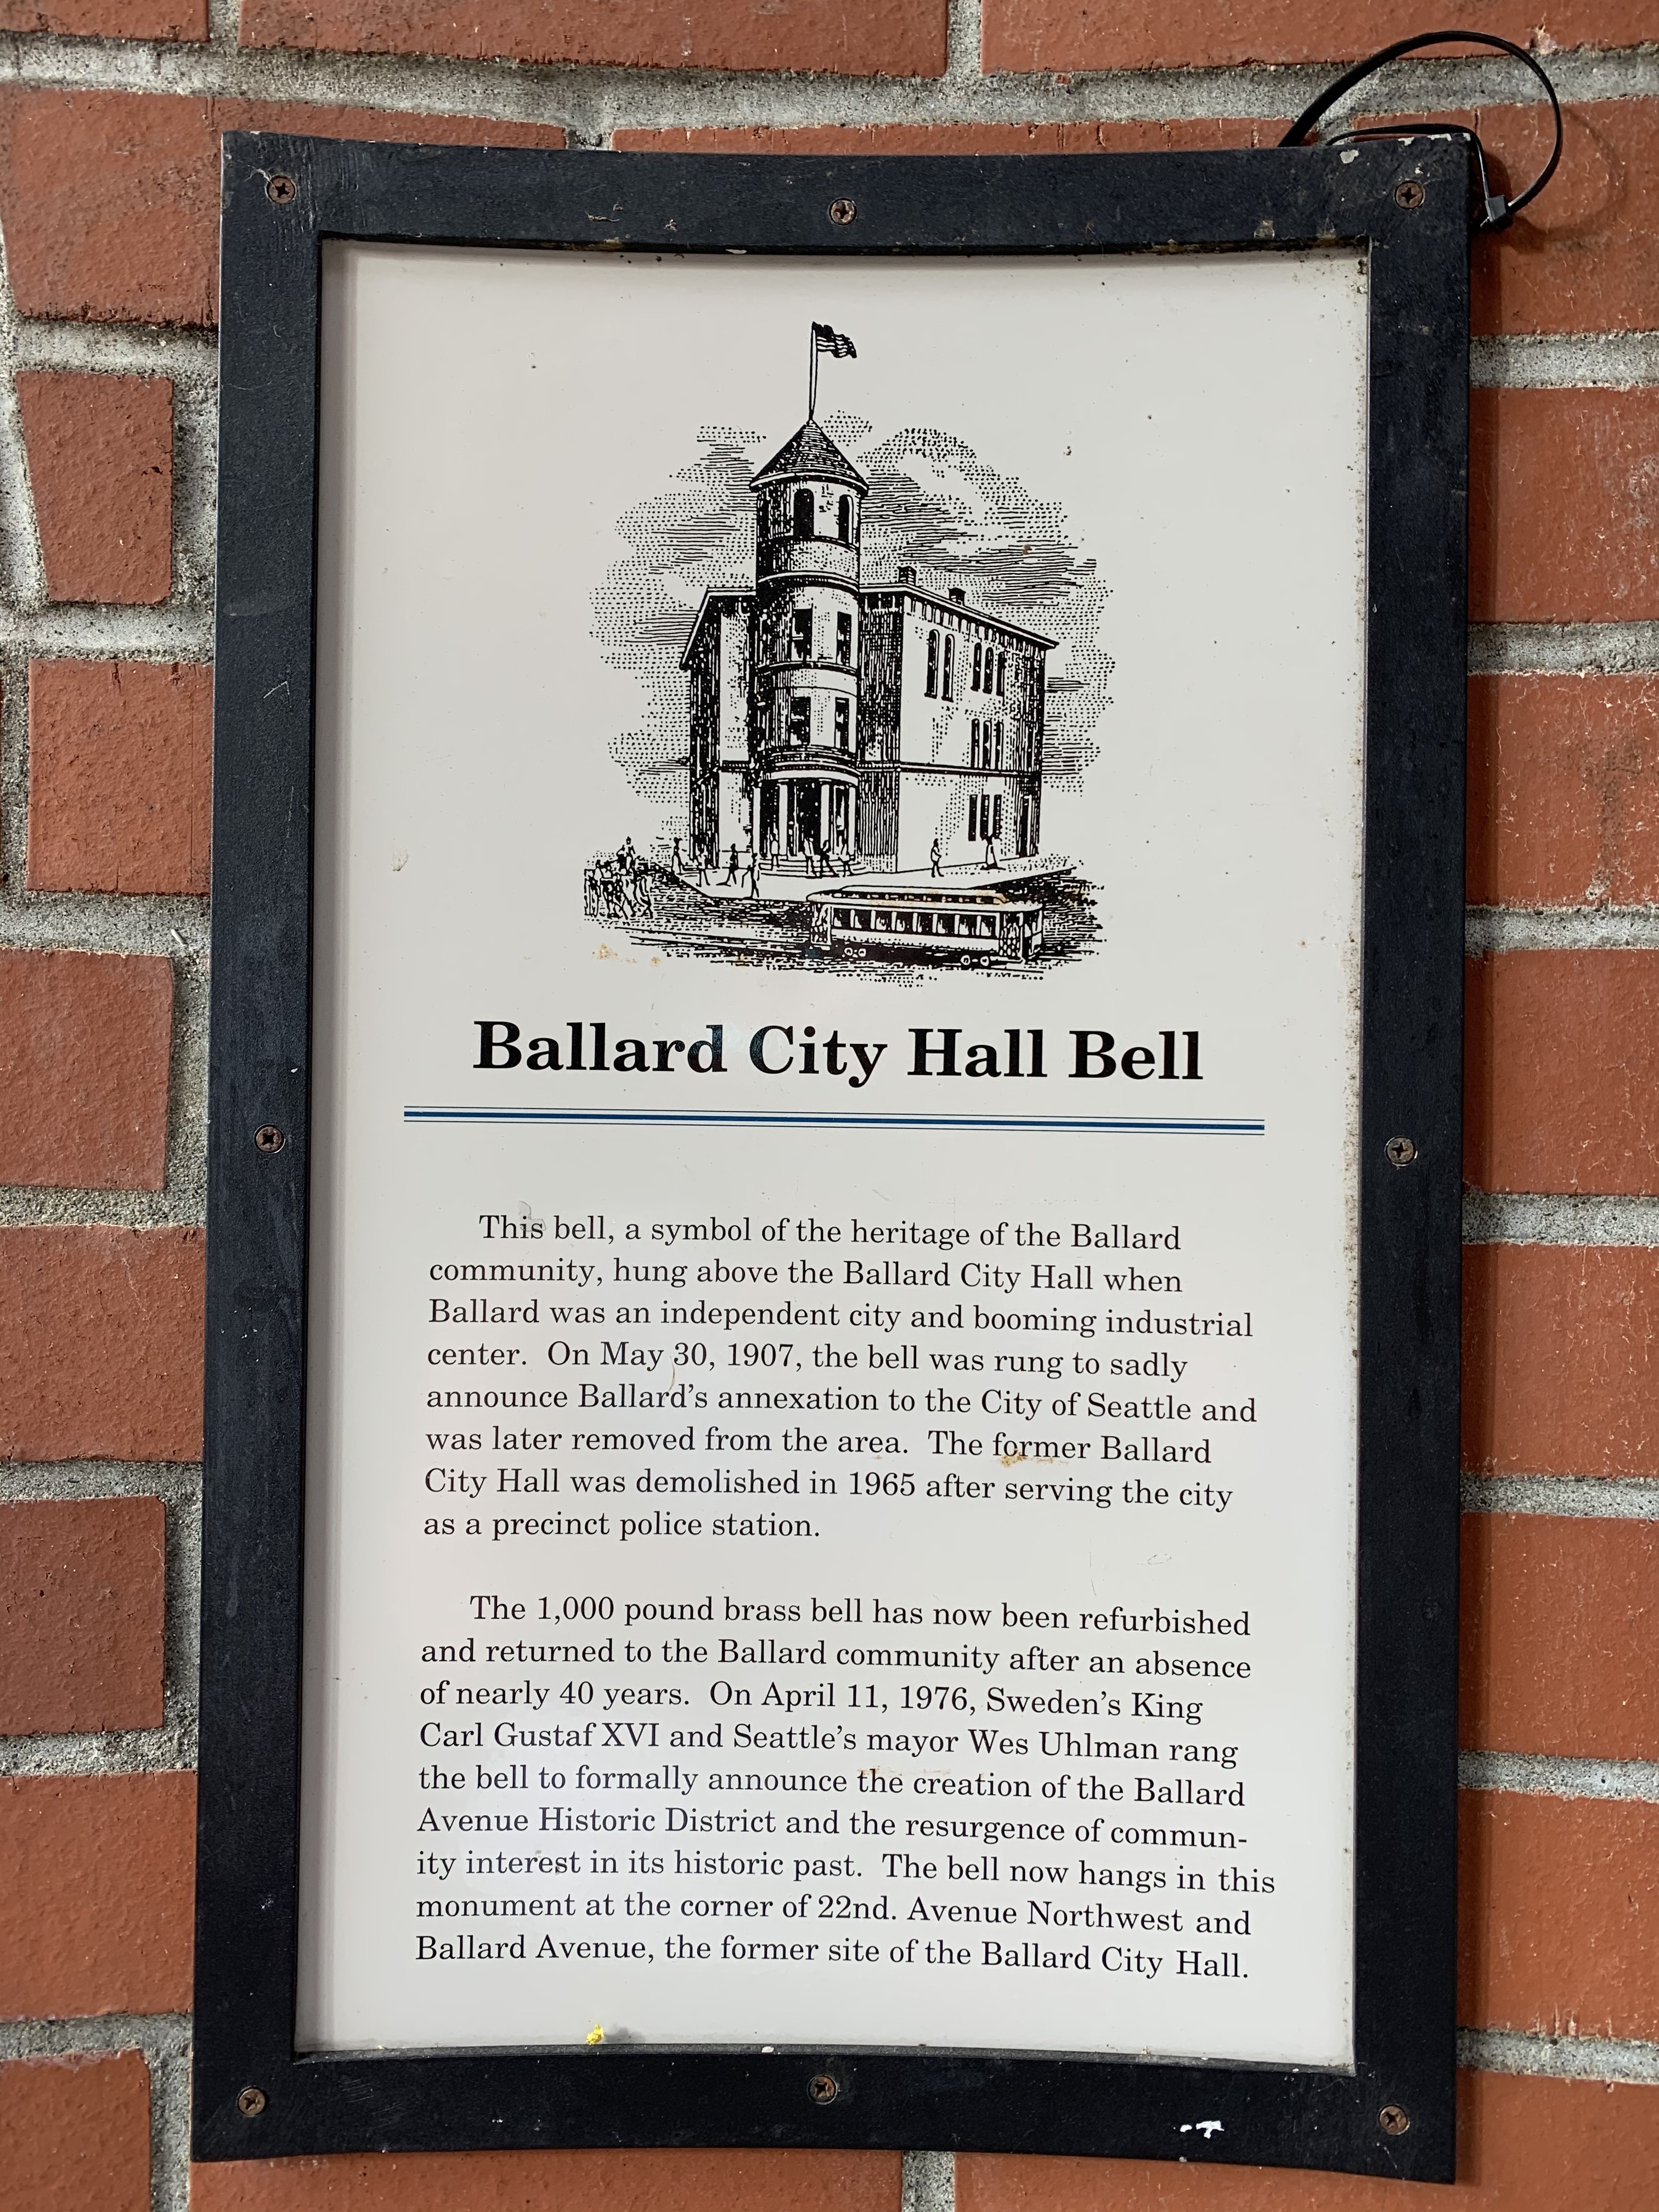 Ballard City Hall Bell
This bell, a symbol of the heritage of the Ballard
community, hung above the Ballard City Hall when
Ballard was an independent city and booming industrial
center. On May 30, 1907, the bell was rung to sadly
announce Ballard's annexation to the City of Seattle and
was later removed from the area. The former Ballard
City Hall was demolished in 1965 after serving the city
as a precinct police station.
The 1,000 pound brass bell has now been refurbished
and returned to the Ballard community after an absence
of nearly 40 years. On April 11, 1976, Sweden's King
Carl Gustaf XVI and Seattle's mayor Wes Uhlman rang
the bell to formally announce the creation of the Ballard
Avenue Historic District and the resurgence of commun-
ity interest in its historic past. The bell now hangs in this
monument at the corner of 22nd. Avenue Northwest and
Ballard Avenue, the former site of the Ballard City Hall.